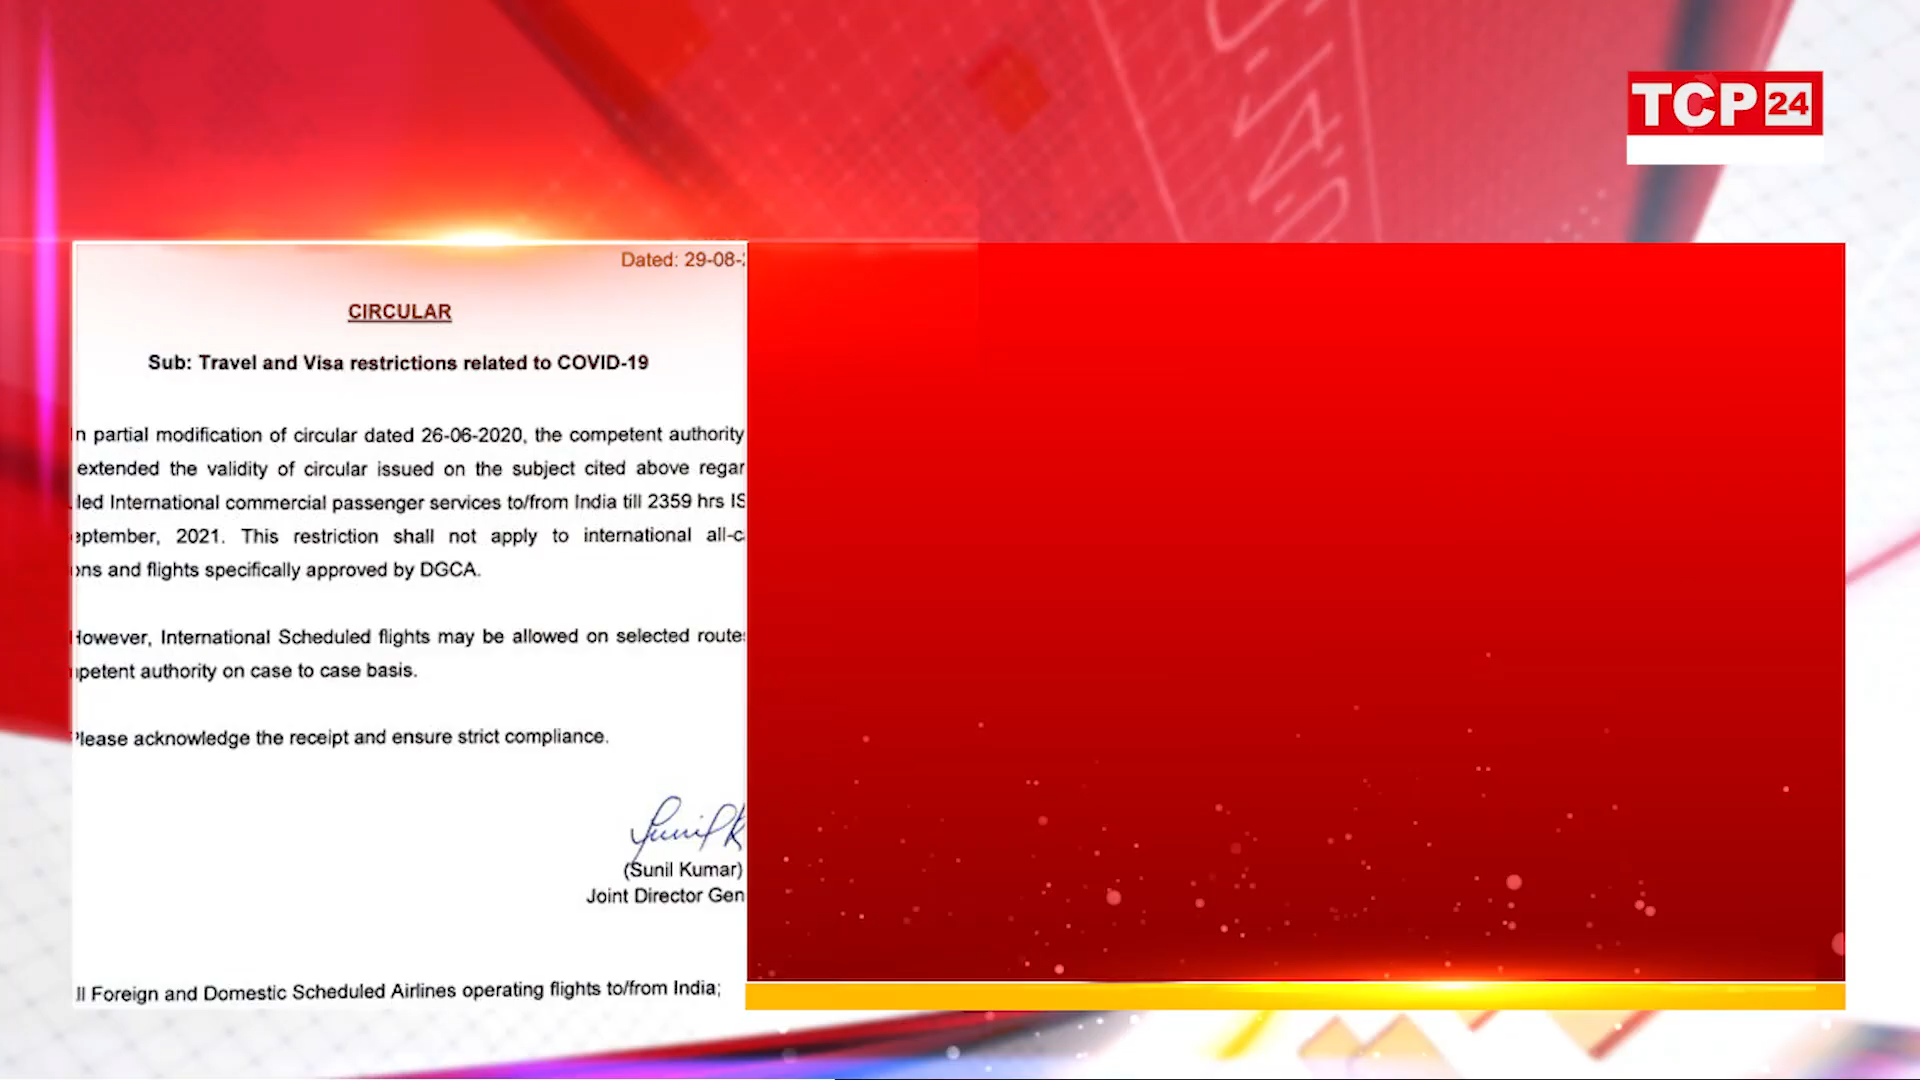 TCP 24
Dated: 29-08-
CIRCULAR
Sub: Travel and Visa restrictions related to COVID-19
In partial modification of circular dated 26-06-2020, the competent authority
extended the validity of circular issued on the subject cited above regar
led International commercial passenger services to/from India till 2359 hrs IS
eptember, 2021. This restriction shall not apply to international all-c
ons and flights specifically approved by DGCA.
However, International Scheduled flights may be allowed on selected route
petent authority on case to case basis.
Please acknowledge the receipt and ensure strict compliance.
Sunil K
(Sunil Kumar)
Joint Director Gen
ll Foreign and Domestic Scheduled Airlines operating flights to/from India;